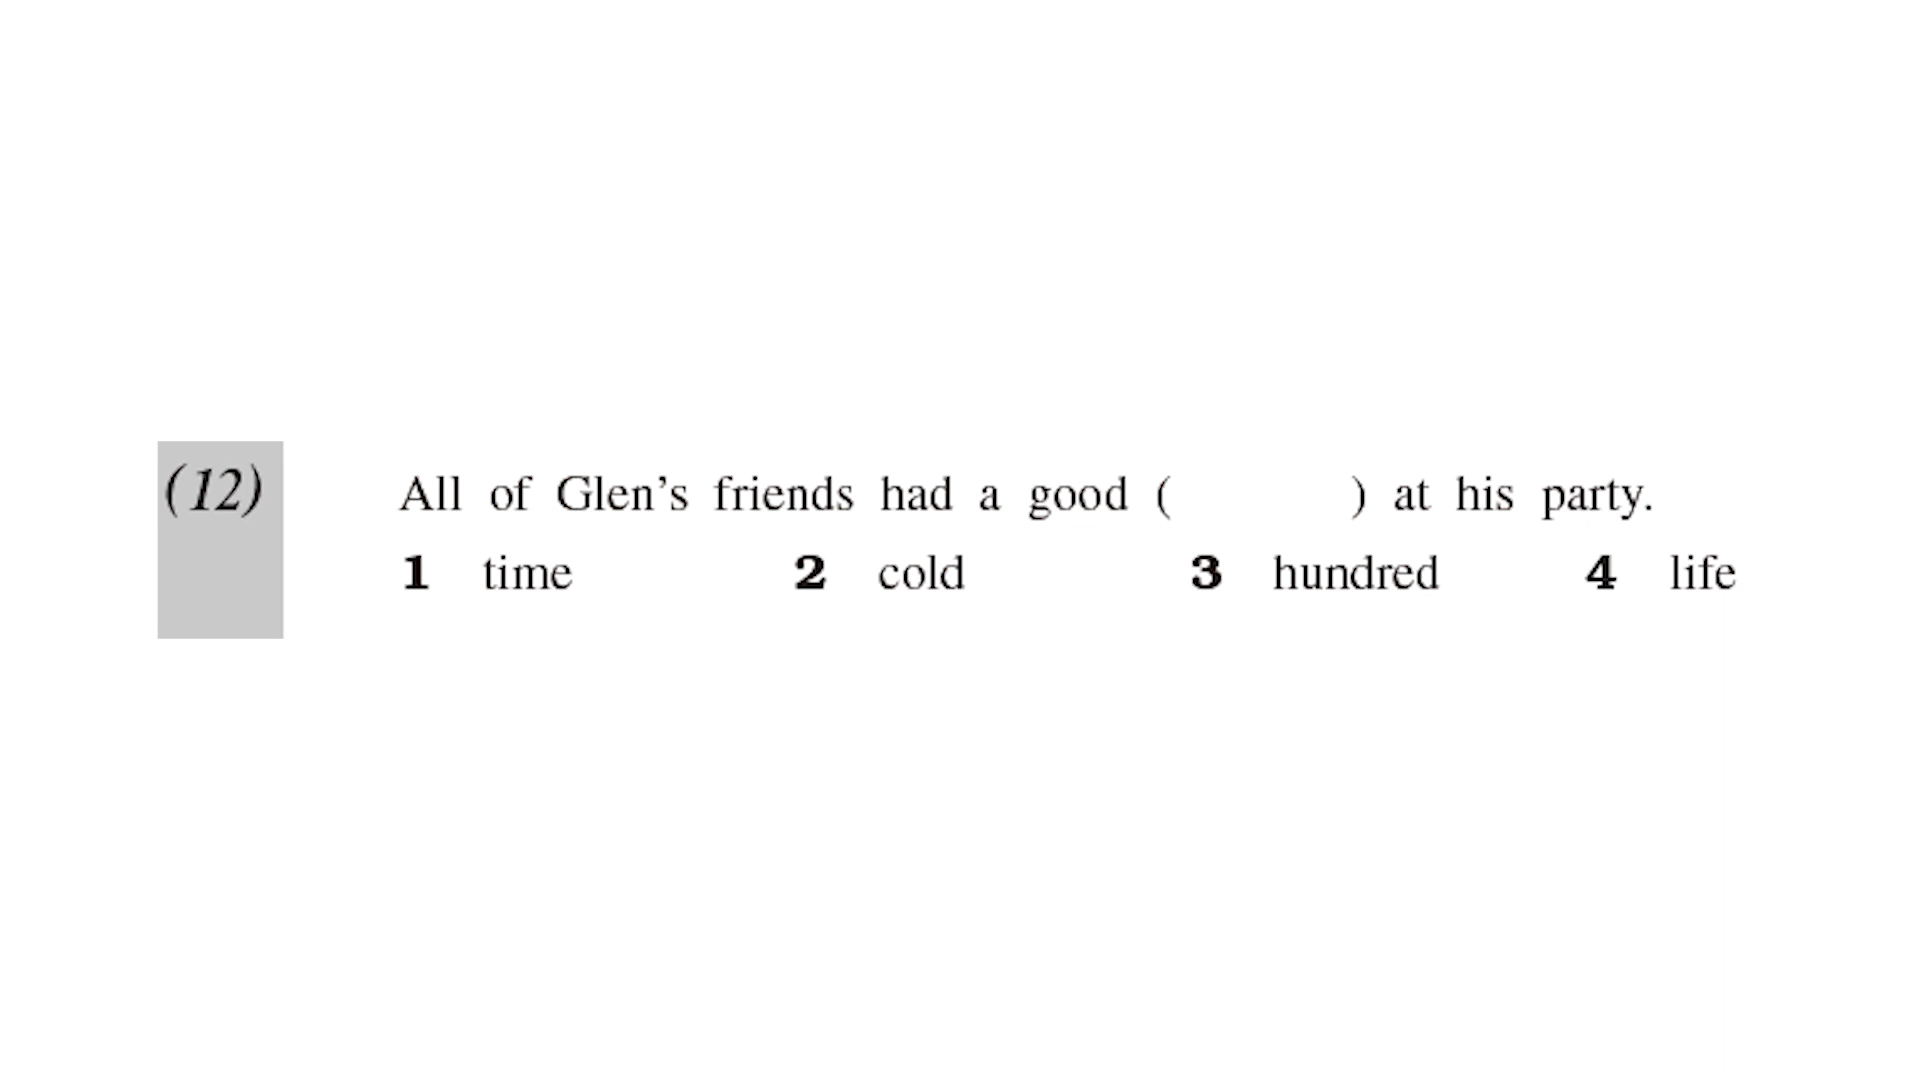 (12) All of Glen's friends had a good ( ) at his party.
1 time 2 cold 3 hundred 4 life